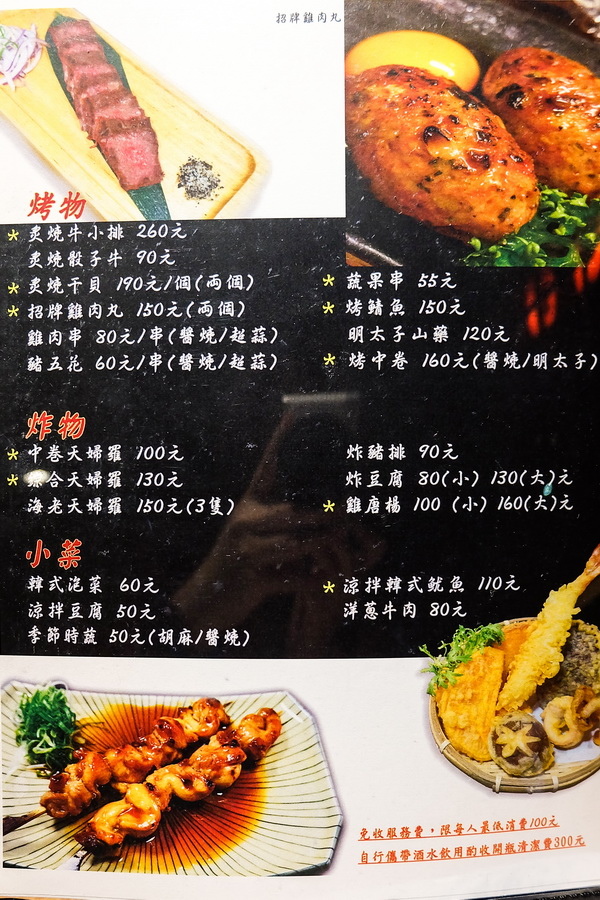 招牌雞肉丸
烤物
* 炙燒牛小排 260元
炙燒骰子牛 90元
* 炙燒干貝 190元/1個(兩個)
* 招牌雞肉丸 150元(兩個)
雞肉串 80元/串(醬燒/超蒜)
豬五花 60元/串(醬燒/超蒜)
* 蔬果串 55元
* 烤鯖魚 150元
明太子山藥 120元
* 烤中卷 160元(醬燒/明太子)
炸物
* 中卷天婦羅 100元
* 合天婦羅 130元
海老天婦羅 150元(3隻)
炸豬排 90元
炸豆腐 80(小) 130(大)元
* 雞唐楊 100 (小) 160(大)元
小菜
韓式泡菜 60元
涼拌豆腐 50元
季節時蔬 50元(胡麻/醬燒)
* 涼拌韓式魷魚 110元
洋蔥牛肉 80元
免收服務費，限每人最低消費100元
自行攜帶酒水飲用酌收開瓶清潔費300元